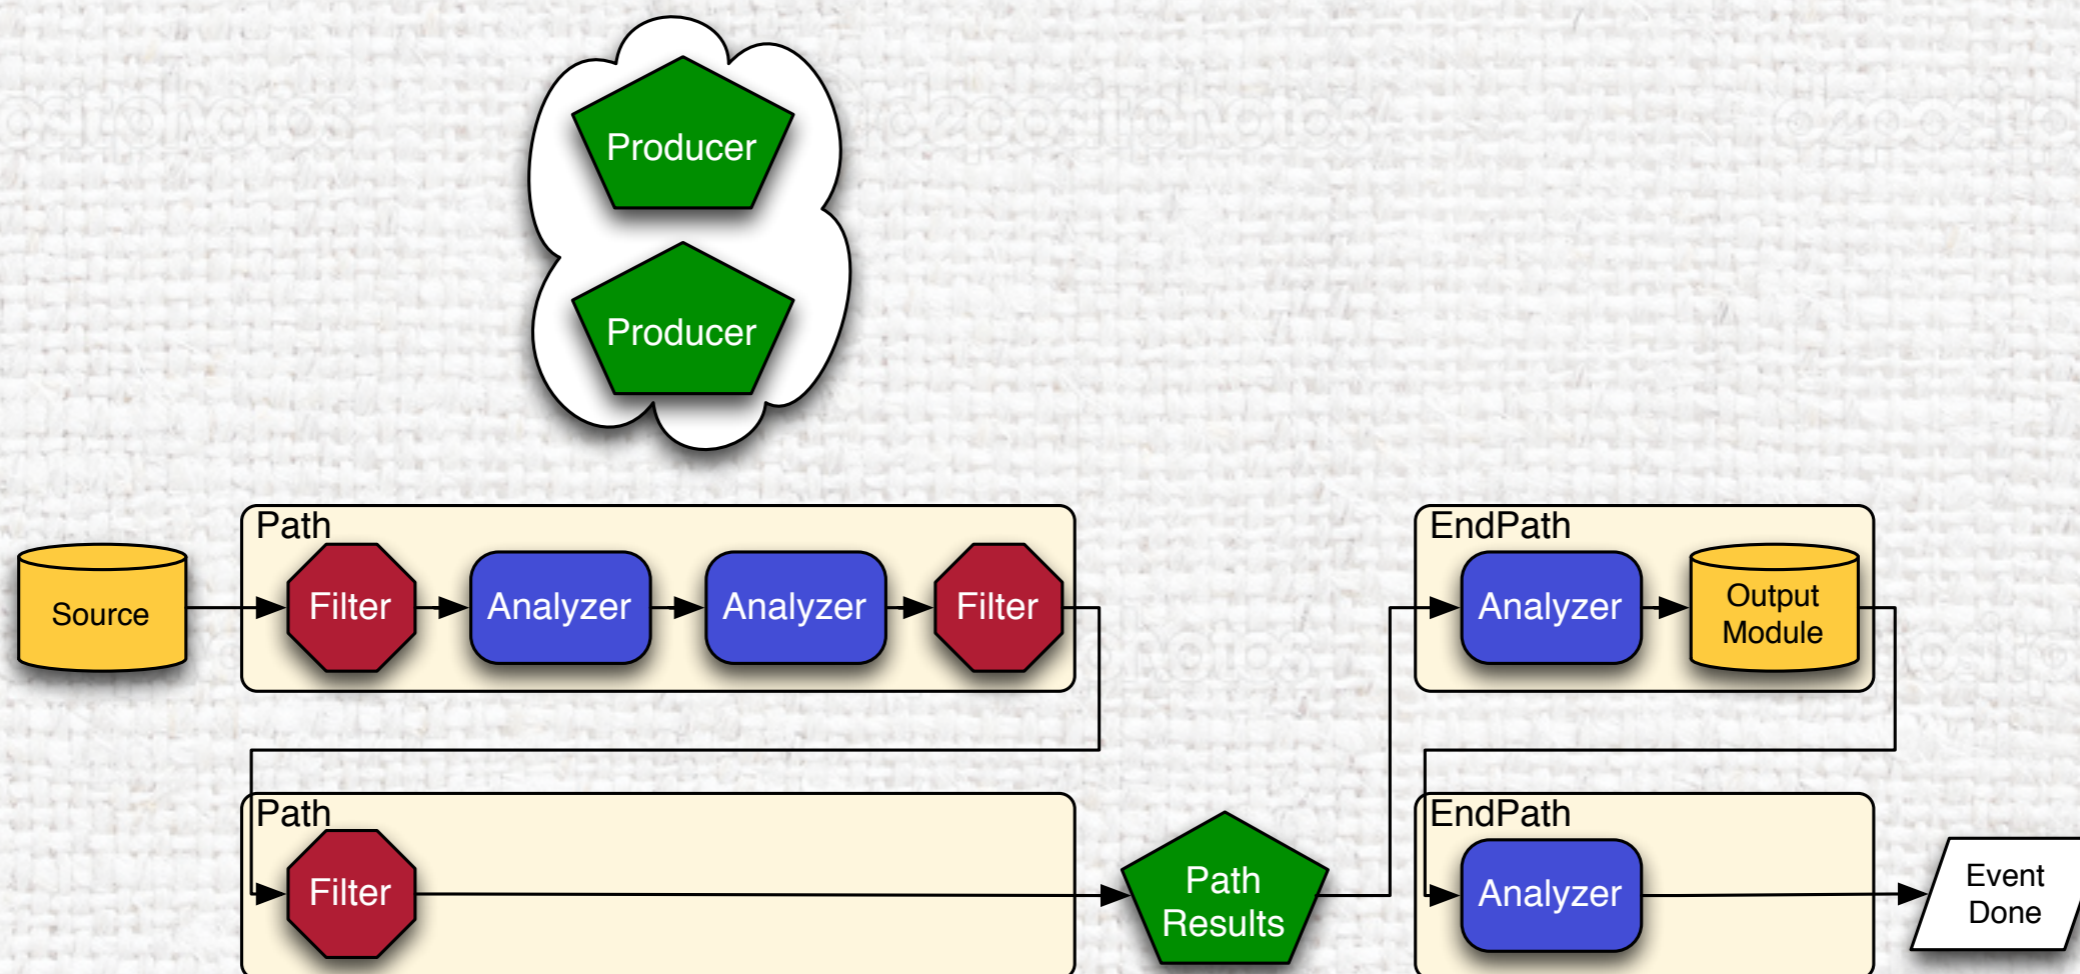 Producer
Producer
Path
Source
Filter
Analyzer
Analyzer
Filter
EndPath
Analyzer
Output
Module
Path
Filter
Path
Results
EndPath
Analyzer
Event
Done
depositphotos